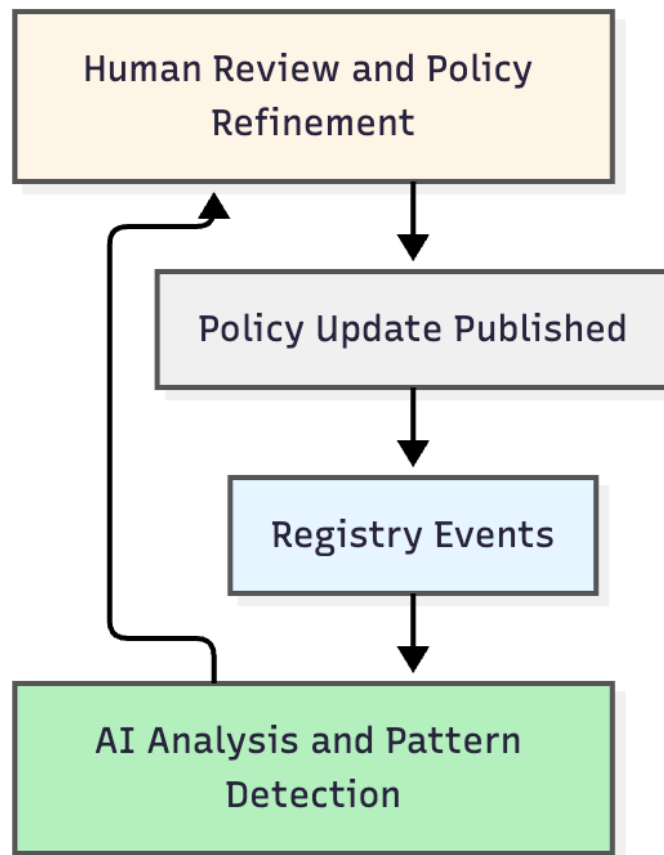 Human Review and Policy
Refinement
Policy Update Published
Registry Events
AI Analysis and Pattern
Detection